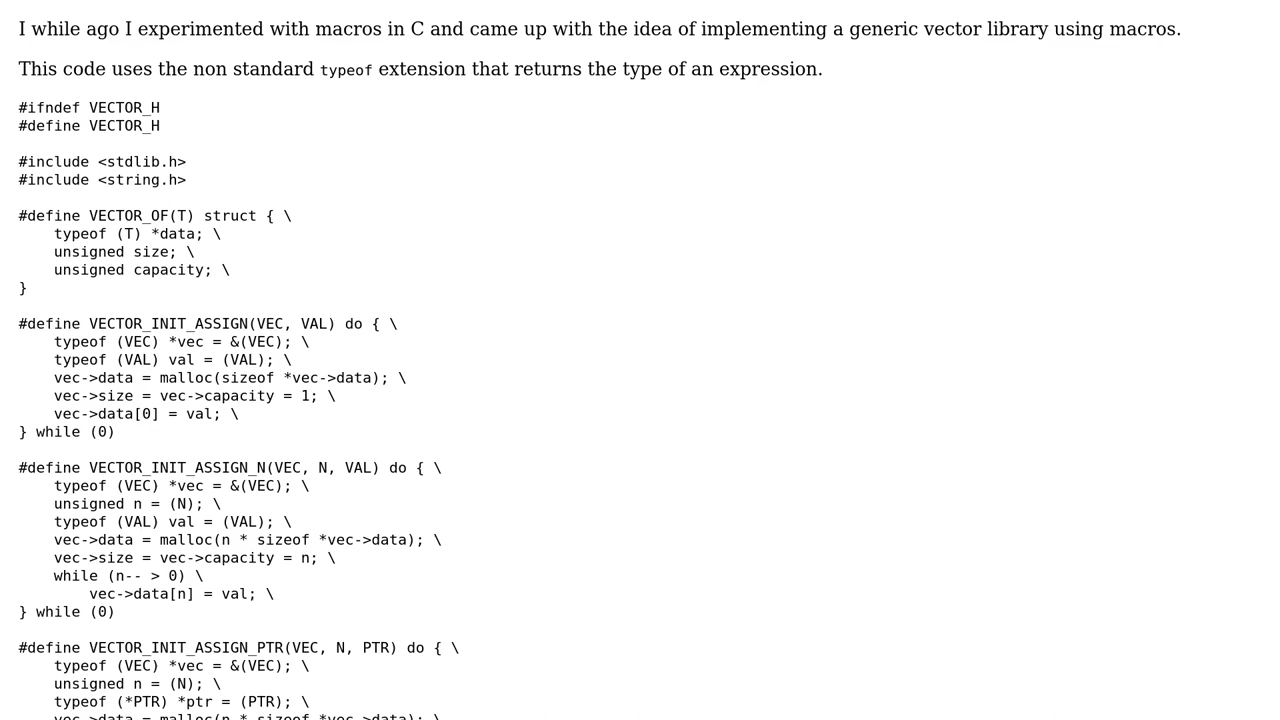 I while ago I experimented with macros in C and came up with the idea of implementing a generic vector library using macros.
This code uses the non standard typeof extension that returns the type of an expression.
#ifndef VECTOR_H
#define VECTOR_H
#include <stdlib.h>
#include <string.h>
#define VECTOR_OF(T) struct { \
    typeof (T) *data; \
    unsigned size; \
    unsigned capacity; \
}
#define VECTOR_INIT_ASSIGN(VEC, VAL) do { \
    typeof (VEC) *vec = &(VEC); \
    typeof (VAL) val = (VAL); \
    vec->data = malloc(sizeof *vec->data); \
    vec->size = vec->capacity = 1; \
    vec->data[0] = val; \
} while (0)
#define VECTOR_INIT_ASSIGN_N(VEC, N, VAL) do { \
    typeof (VEC) *vec = &(VEC); \
    unsigned n = (N); \
    typeof (VAL) val = (VAL); \
    vec->data = malloc(n * sizeof *vec->data); \
    vec->size = vec->capacity = n; \
    while (n-- > 0) \
        vec->data[n] = val; \
} while (0)
#define VECTOR_INIT_ASSIGN_PTR(VEC, N, PTR) do { \
    typeof (VEC) *vec = &(VEC); \
    unsigned n = (N); \
    typeof (*PTR) *ptr = (PTR); \
    vec->data = malloc(n * sizeof *vec->data); \